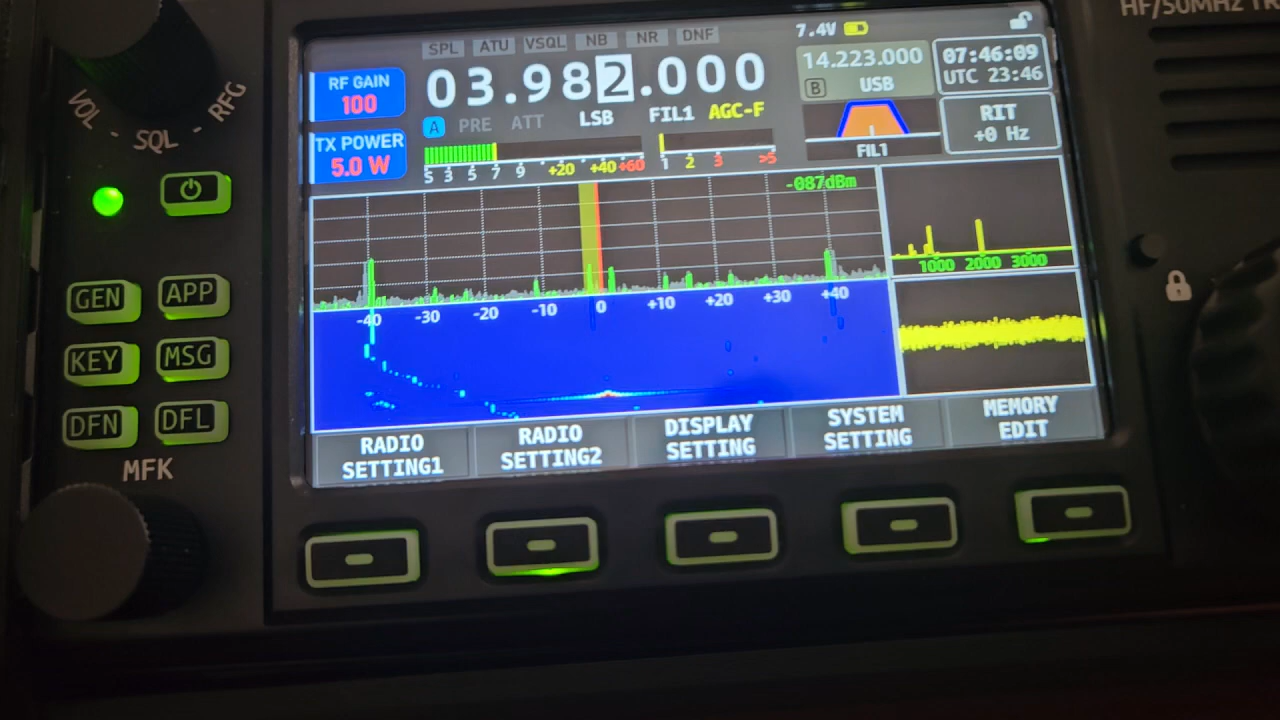 HF/50MHz TR
SPL ATU VSQL NB NR DNF
7.4V
RF GAIN
100
03.982.000
14.223.000
B USB
07:46:09
UTC 23:46
A PRE ATT LSB FIL1 AGC-F
TX POWER
5.0 W
S 3 5 7 9 +20 +40 +60
1 2 3 >5
FIL1
RIT
+0 Hz
VOL - SQL - RFG
-087dBm
1000 2000 3000
-40 -30 -20 -10 0 +10 +20 +30 +40
GEN APP
KEY MSG
DFN DFL
MFK
RADIO
SETTING1
RADIO
SETTING2
DISPLAY
SETTING
SYSTEM
SETTING
MEMORY
EDIT